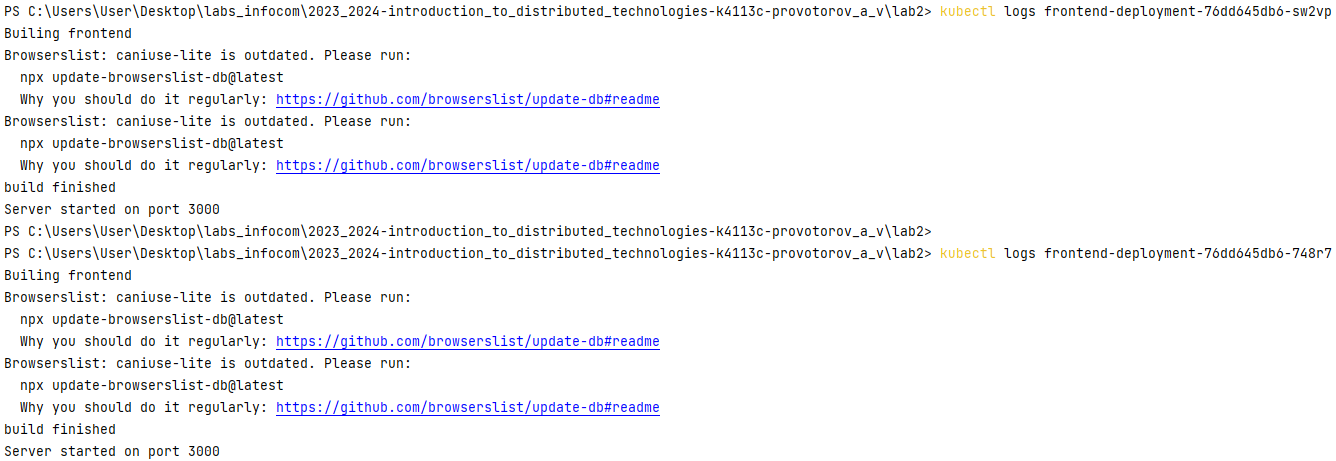 PS C:\Users\User\Desktop\labs_infocom\2023_2024-introduction_to_distributed_technologies-k4113c-provotorov_a_v\lab2> kubectl logs frontend-deployment-76dd645db6-sw2vp
Builing frontend
Browserslist: caniuse-lite is outdated. Please run:
  npx update-browserslist-db@latest
  Why you should do it regularly: https://github.com/browserslist/update-db#readme
Browserslist: caniuse-lite is outdated. Please run:
  npx update-browserslist-db@latest
  Why you should do it regularly: https://github.com/browserslist/update-db#readme
build finished
Server started on port 3000
PS C:\Users\User\Desktop\labs_infocom\2023_2024-introduction_to_distributed_technologies-k4113c-provotorov_a_v\lab2>
PS C:\Users\User\Desktop\labs_infocom\2023_2024-introduction_to_distributed_technologies-k4113c-provotorov_a_v\lab2> kubectl logs frontend-deployment-76dd645db6-748r7
Builing frontend
Browserslist: caniuse-lite is outdated. Please run:
  npx update-browserslist-db@latest
  Why you should do it regularly: https://github.com/browserslist/update-db#readme
Browserslist: caniuse-lite is outdated. Please run:
  npx update-browserslist-db@latest
  Why you should do it regularly: https://github.com/browserslist/update-db#readme
build finished
Server started on port 3000